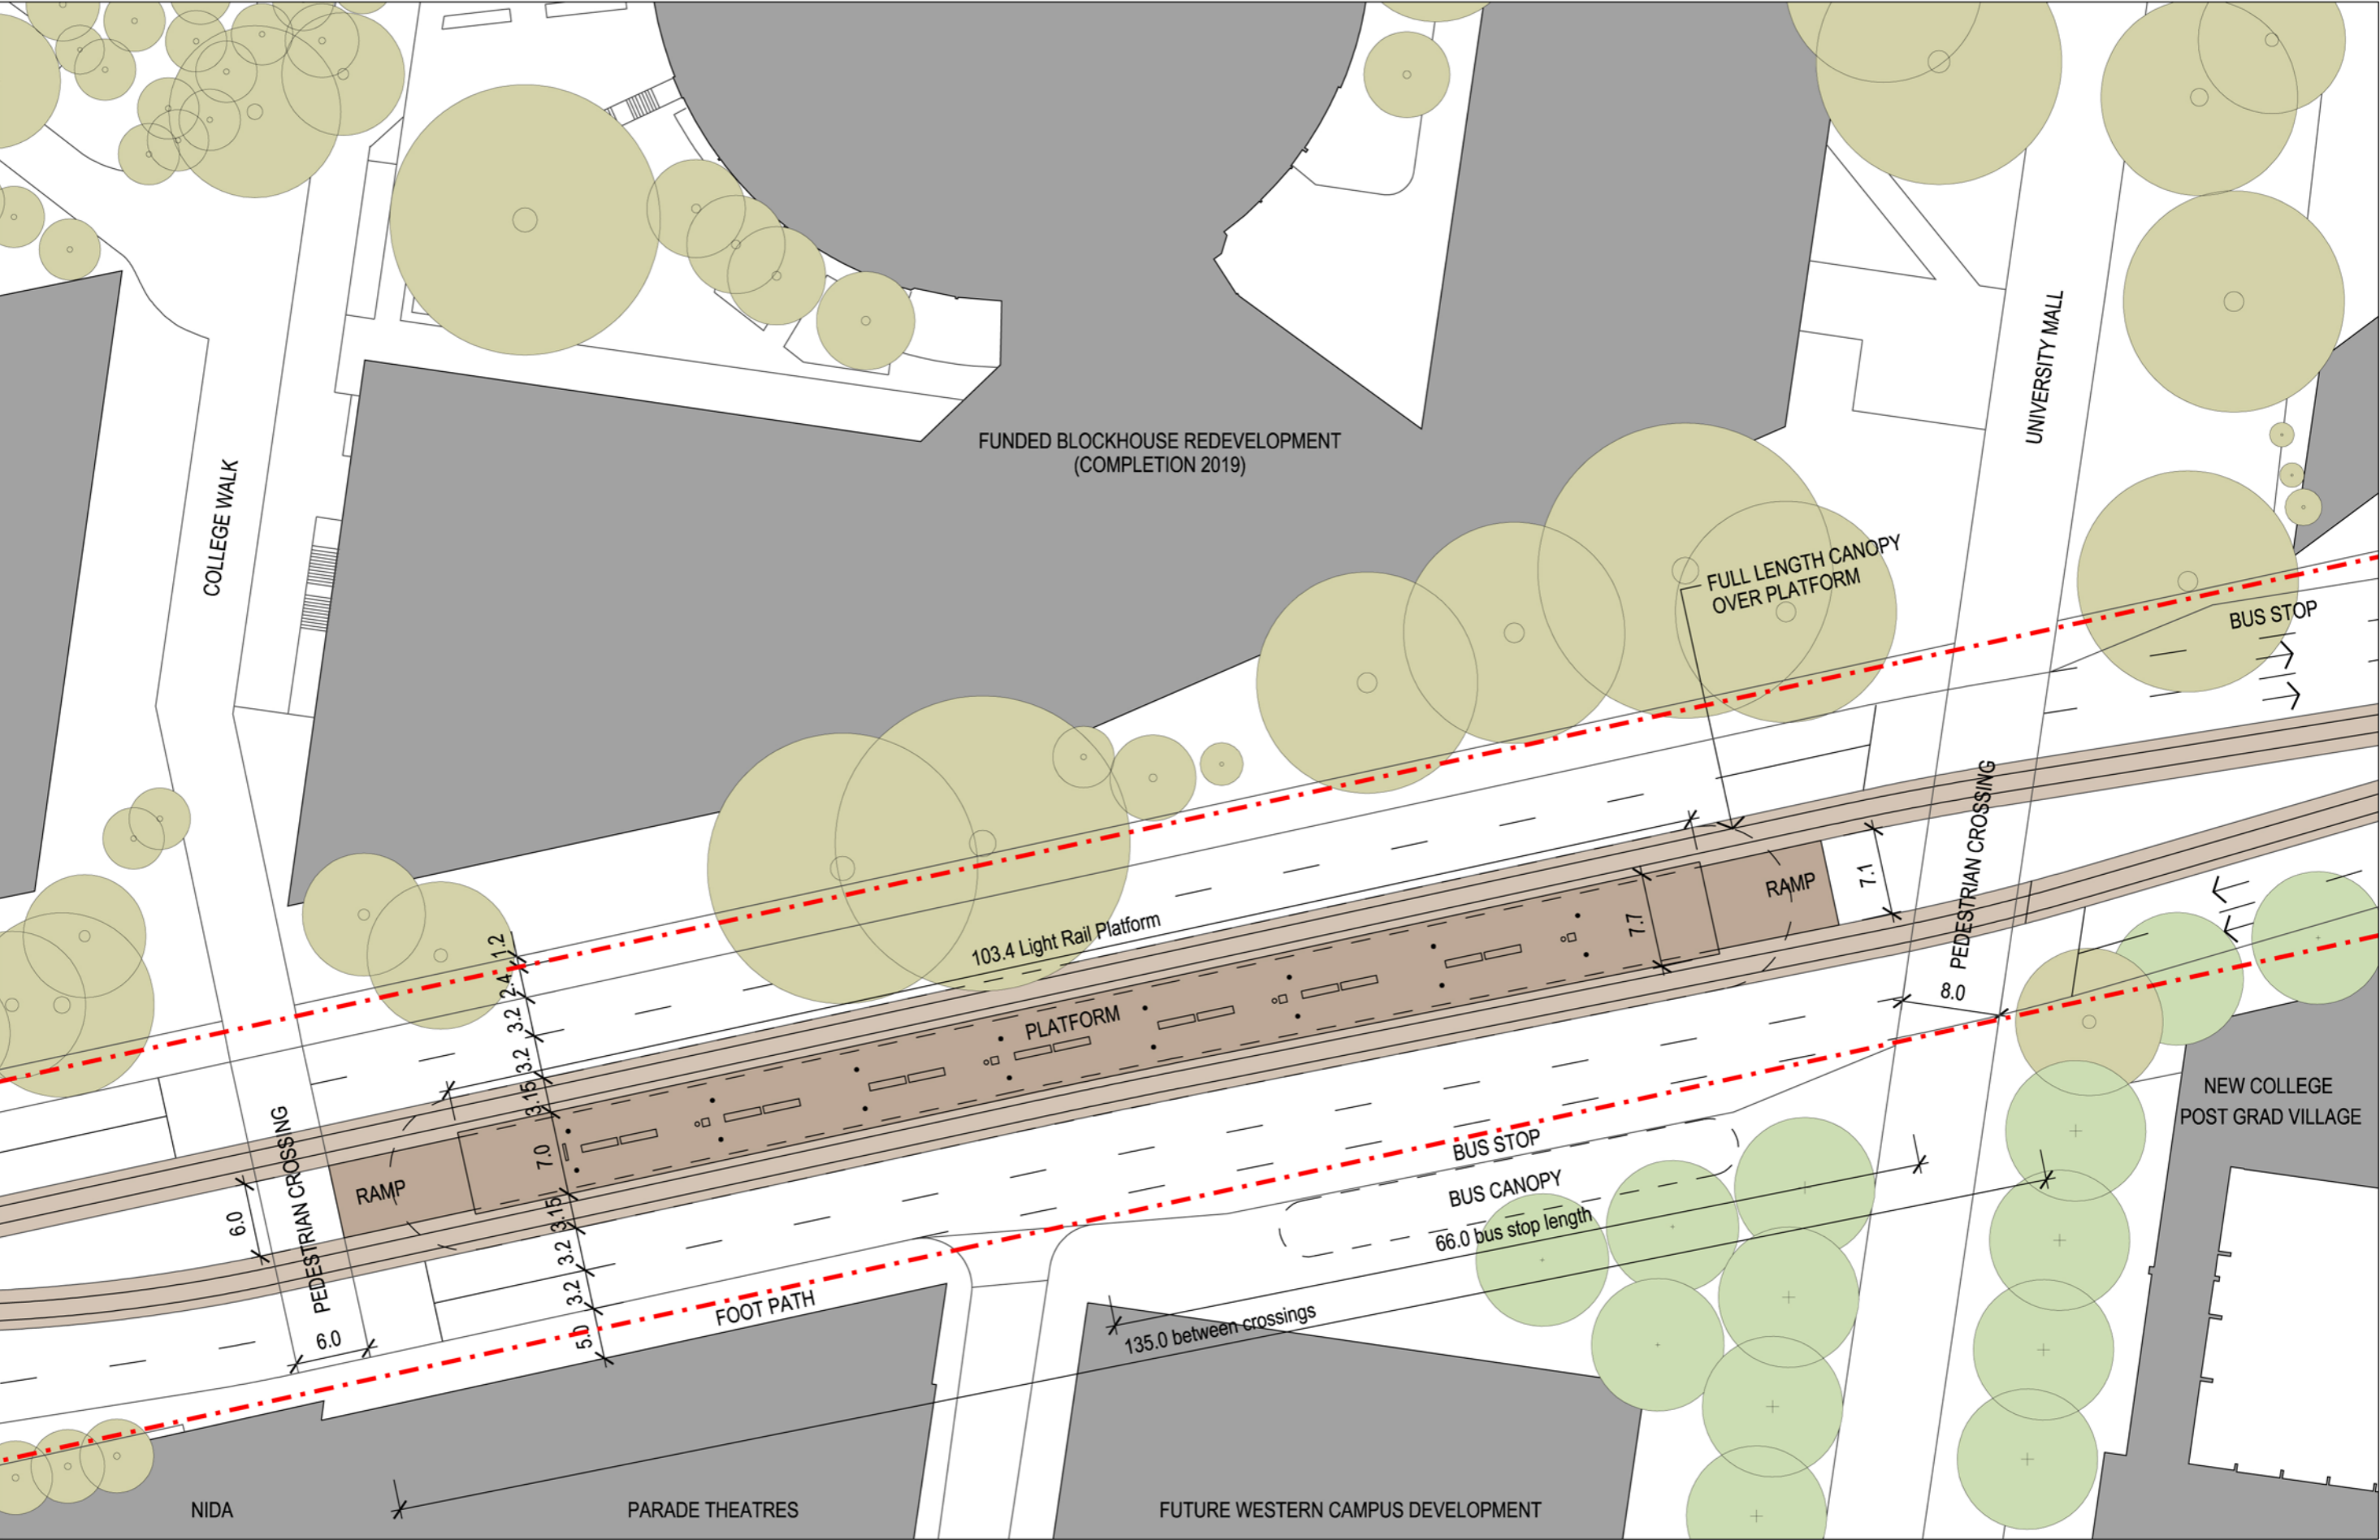 FUNDED BLOCKHOUSE REDEVELOPMENT
(COMPLETION 2019)
COLLEGE WALK
UNIVERSITY MALL
FULL LENGTH CANOPY
OVER PLATFORM
BUS STOP
103.4 Light Rail Platform
PLATFORM
RAMP
7.7
7.1
PEDESTRIAN CROSSING
8.0
1.2
2.4
3.2
3.2
3.15
7.0
3.15
3.2
3.2
5.0
RAMP
PEDESTRIAN CROSSING
6.0
6.0
FOOT PATH
BUS STOP
BUS CANOPY
66.0 bus stop length
135.0 between crossings
NEW COLLEGE
POST GRAD VILLAGE
NIDA
PARADE THEATRES
FUTURE WESTERN CAMPUS DEVELOPMENT